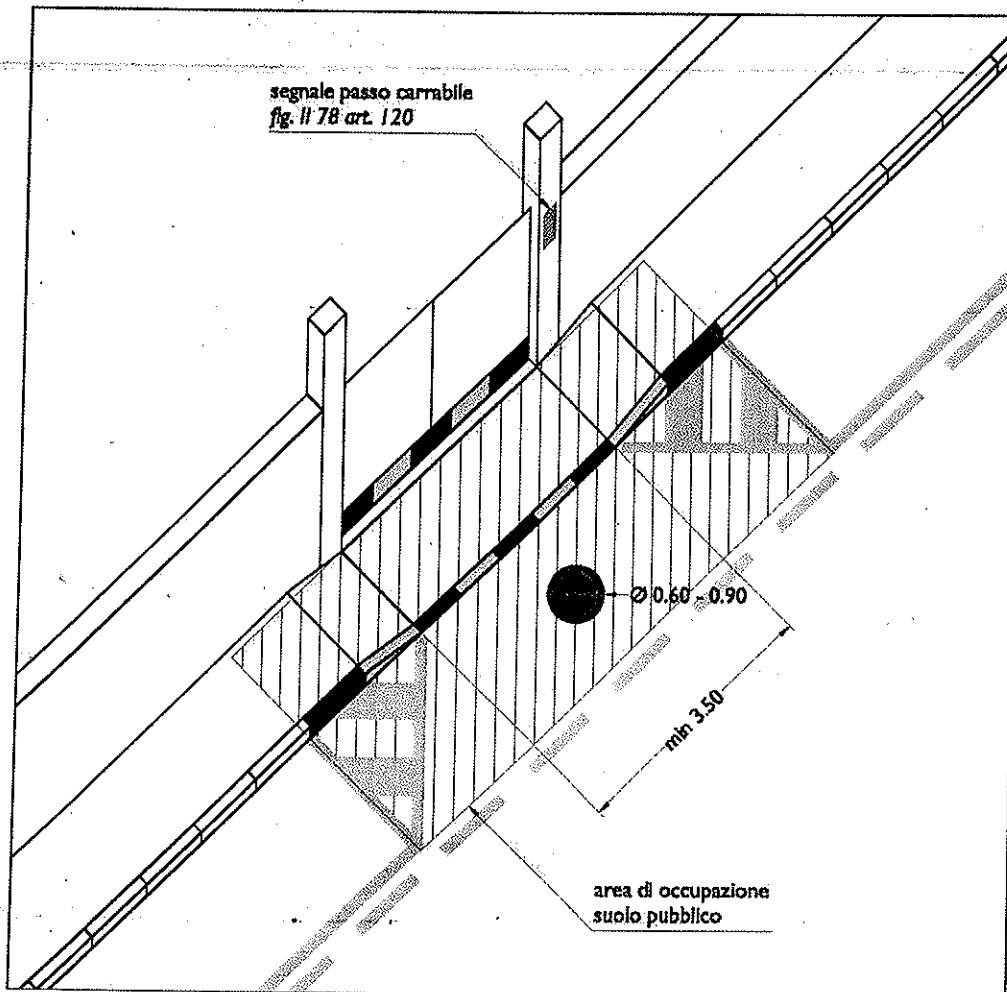 segnale passo carrabile
fig. II 78 art. 120
Ø 0.60 - 0.90
min 3.50
area di occupazione
suolo pubblico